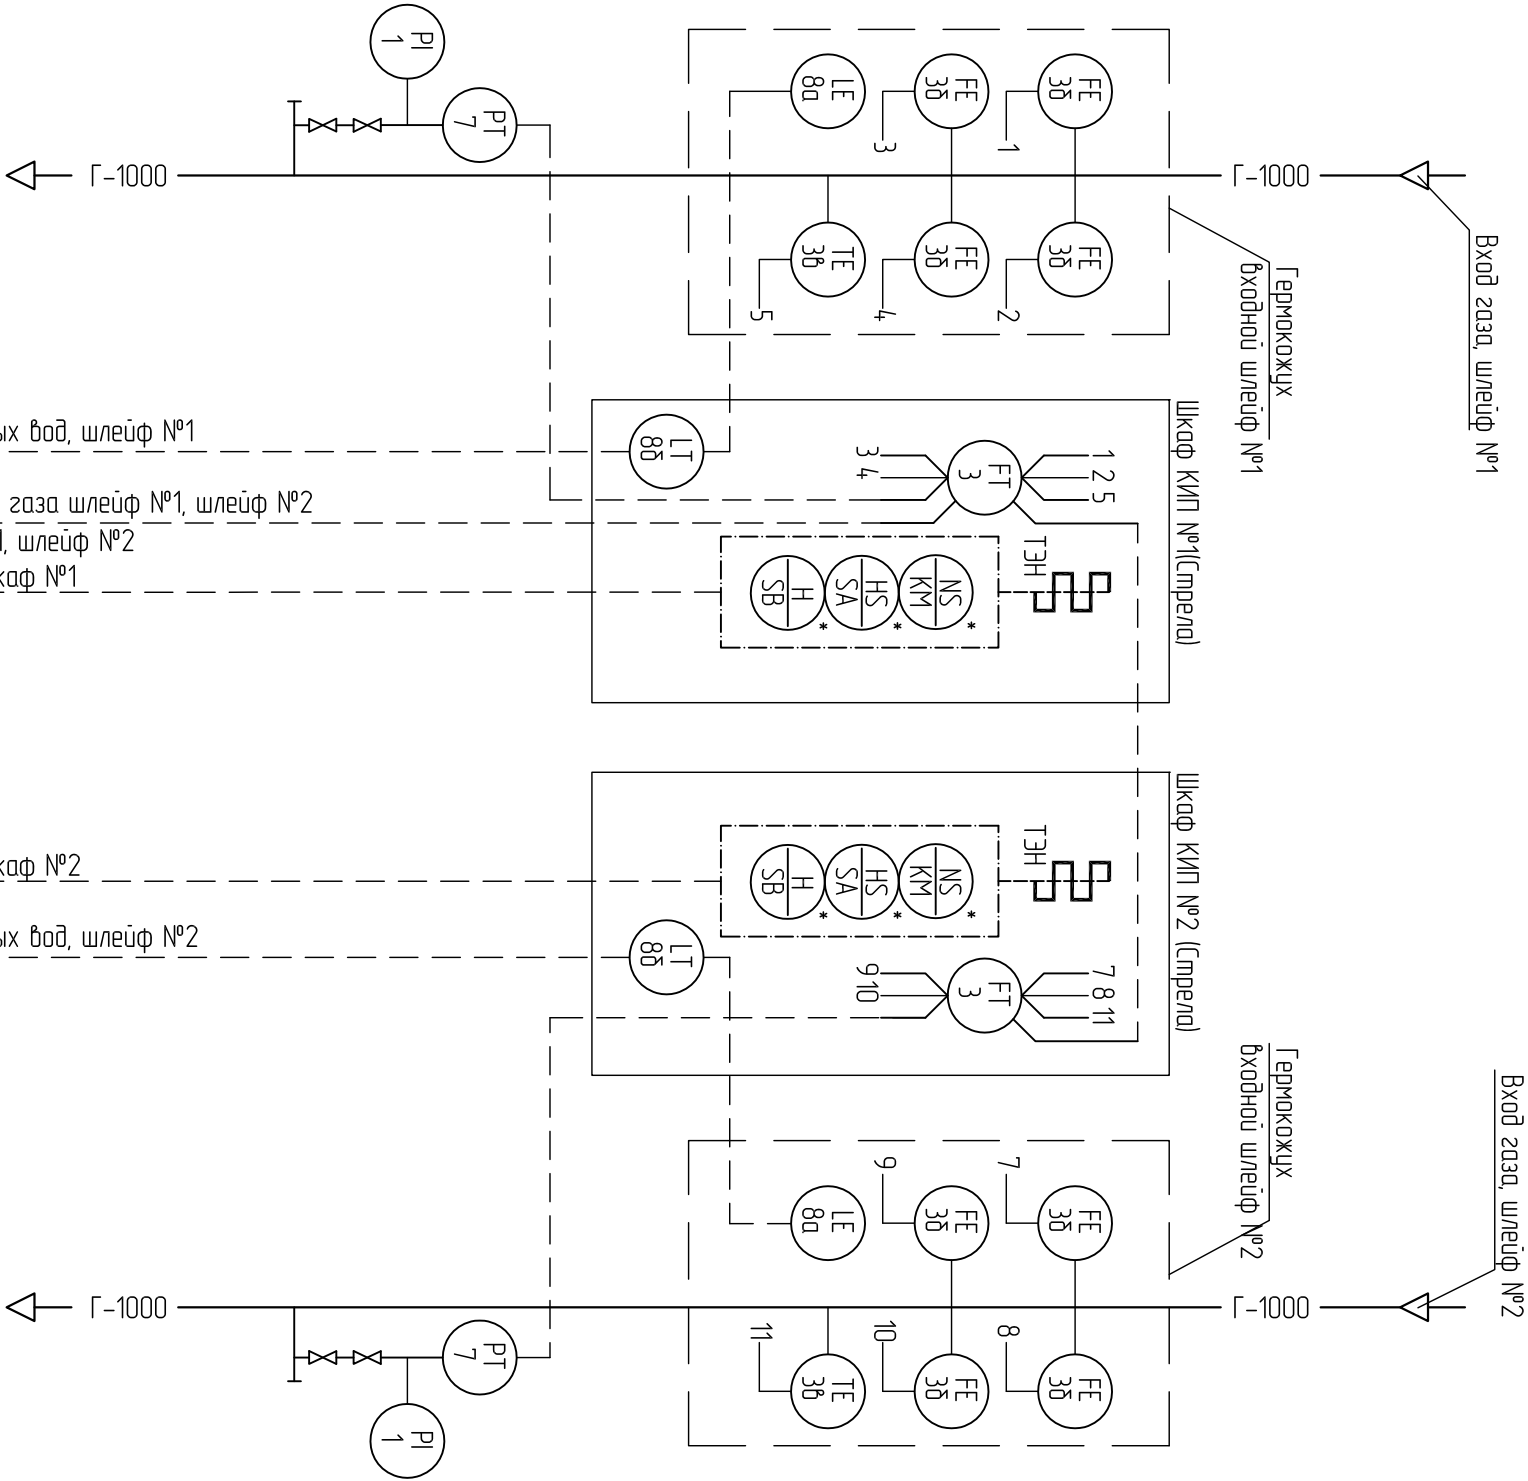 PI
1
PT
7
LE
8а
FE
3б
FE
3б
3
1
Г-1000
Г-1000
Вход газа, шлейф №1
TE
3в
FE
3б
FE
3б
5
4
2
Гермокожух
входной шлейф №1
ых вод, шлейф №1
газа шлейф №1, шлейф №2
, шлейф №2
каф №1
Шкаф КИП №1(Стрела)
LT
8б
3
4
FT
3
1
2
5
ТЭН
H
SB
*
HS
SA
*
NS
KM
*
каф №2
ых вод, шлейф №2
Шкаф КИП №2 (Стрела)
ТЭН
H
SB
*
HS
SA
*
NS
KM
*
LT
8б
9
10
FT
3
7
8
11
Гермокожух
входной шлейф №2
Вход газа, шлейф №2
9
7
LE
8а
FE
3б
FE
3б
Г-1000
Г-1000
11
10
8
PT
7
TE
3в
FE
3б
FE
3б
PI
1